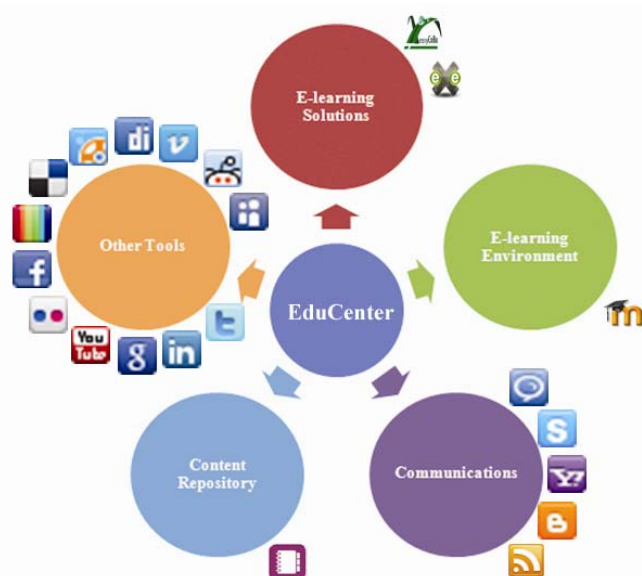 E-learning
Solutions
E-learning
Environment
Other Tools
EduCenter
You
Tube
Content
Repository
Communications